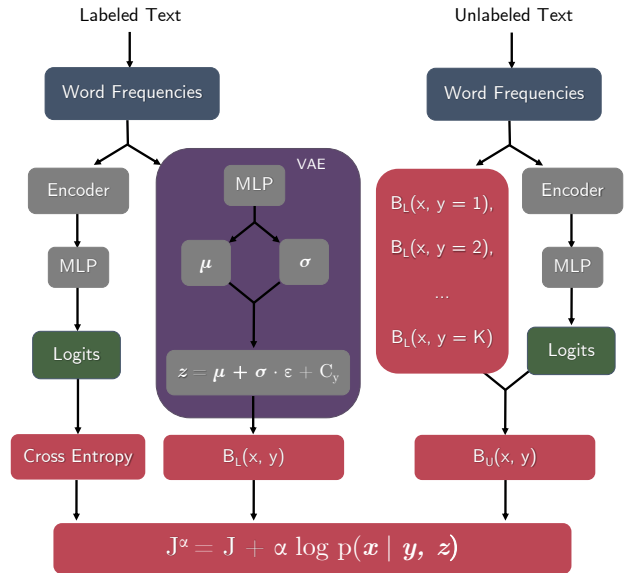 Labeled Text
Unlabeled Text
Word Frequencies
Word Frequencies
VAE
Encoder
MLP
B_L(x, y = 1),
Encoder
B_L(x, y = 2),
MLP
μ
σ
MLP
...
B_L(x, y = K)
Logits
z = μ + σ · ε + C_y
Logits
Cross Entropy
B_L(x, y)
B_U(x, y)
J^α = J + α log p(x | y, z)